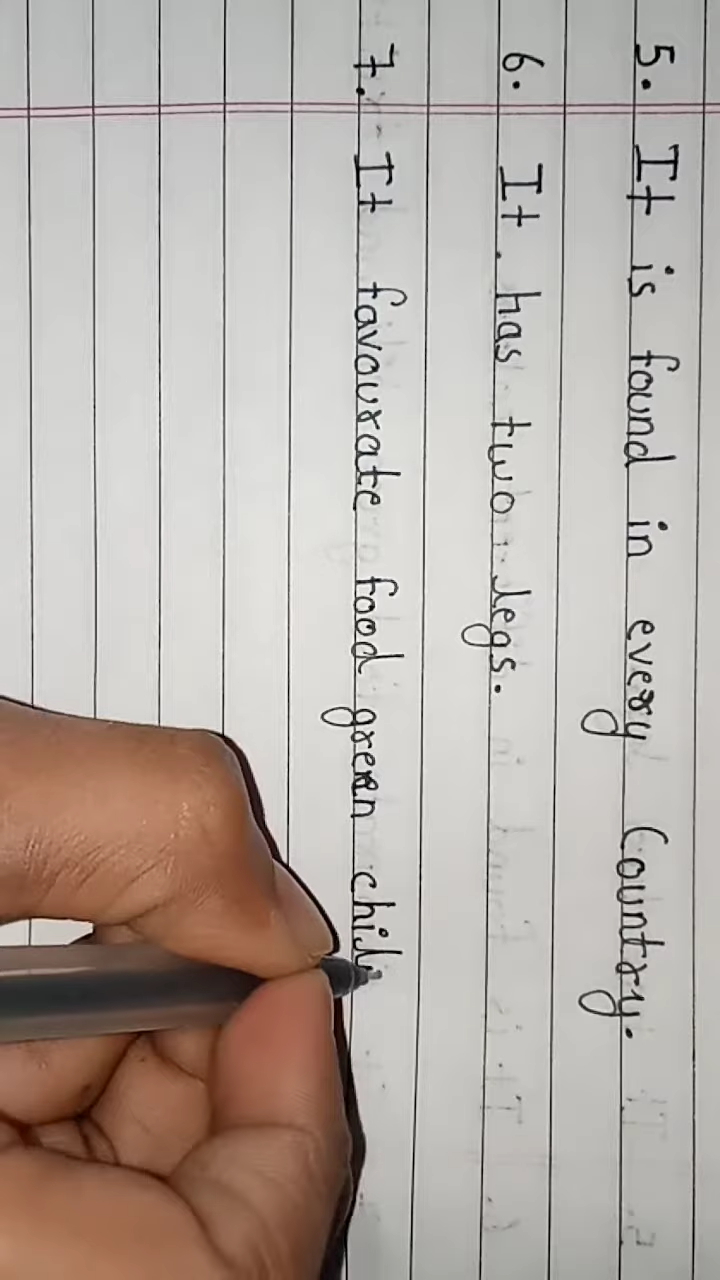 5. It is found in every Country.
6. It has two legs.
7. It favourate food green chil